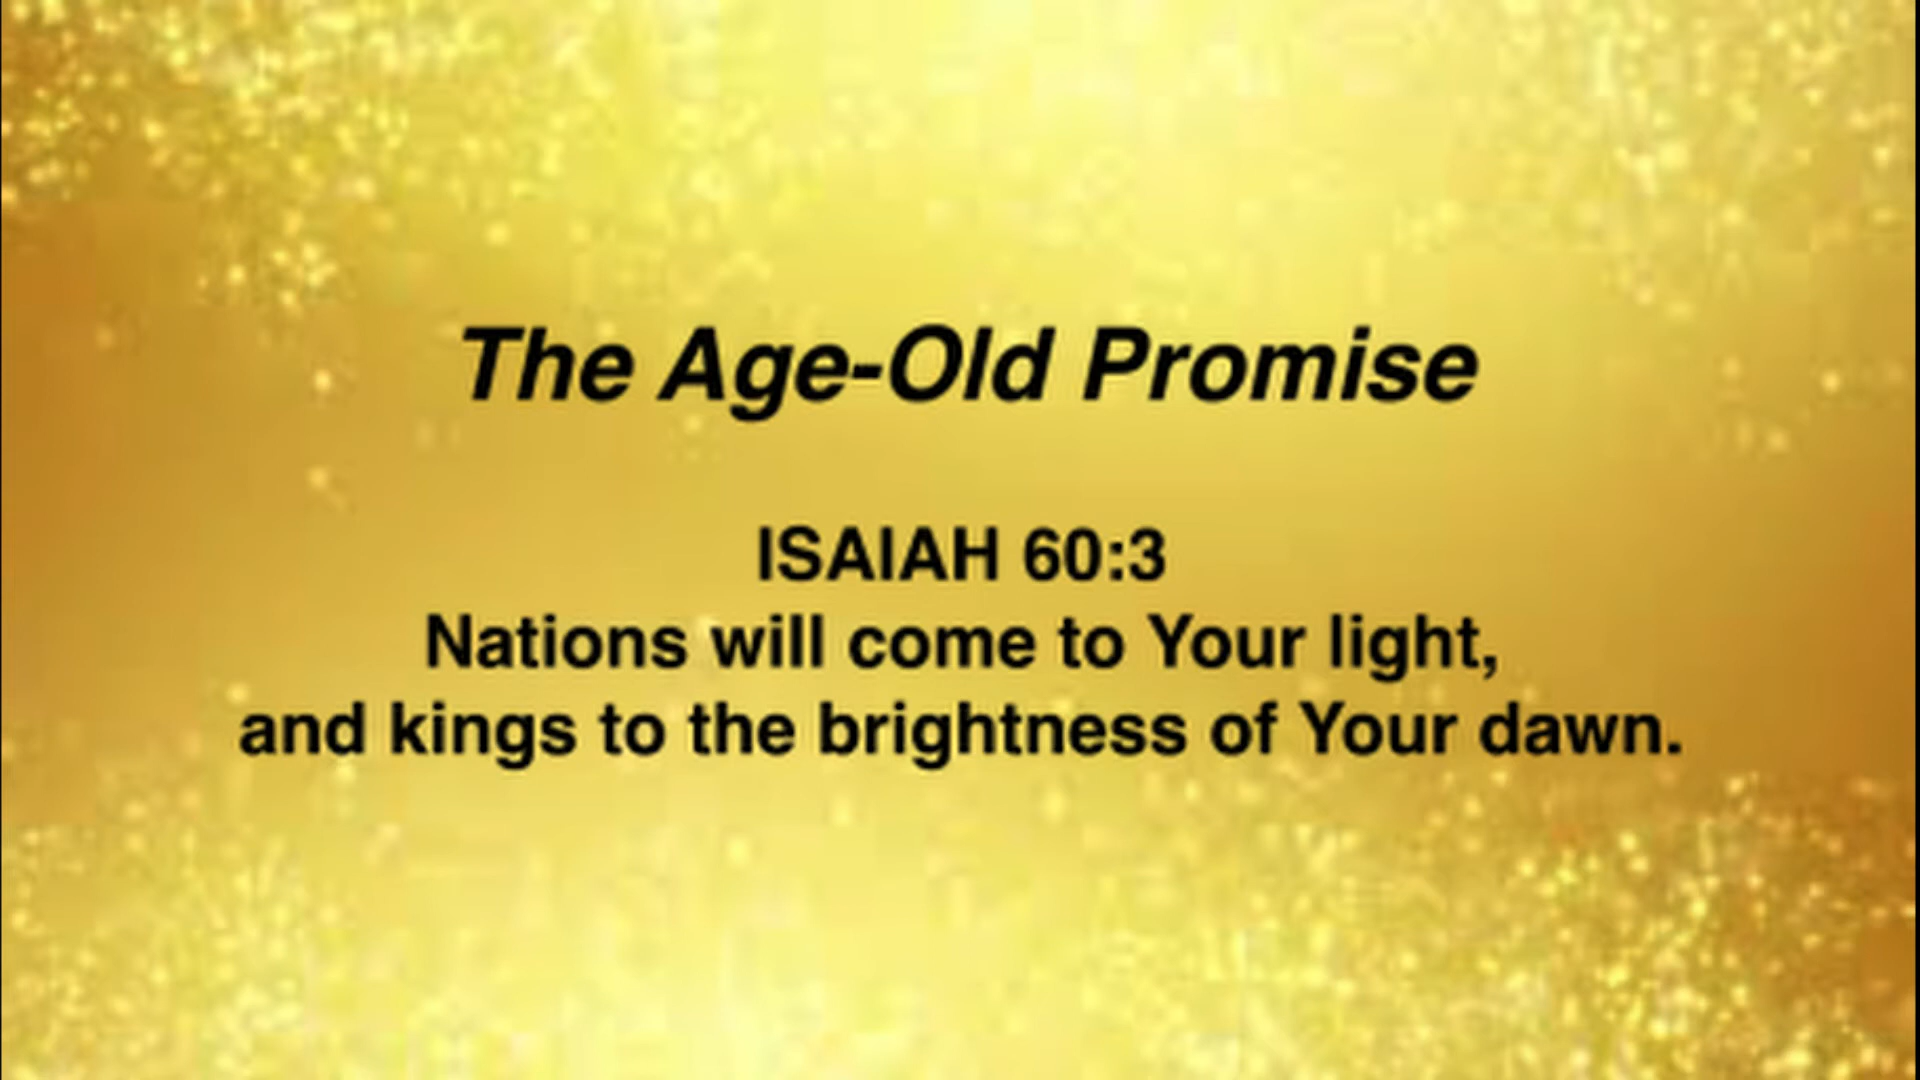 The Age-Old Promise
ISAIAH 60:3
Nations will come to Your light,
and kings to the brightness of Your dawn.